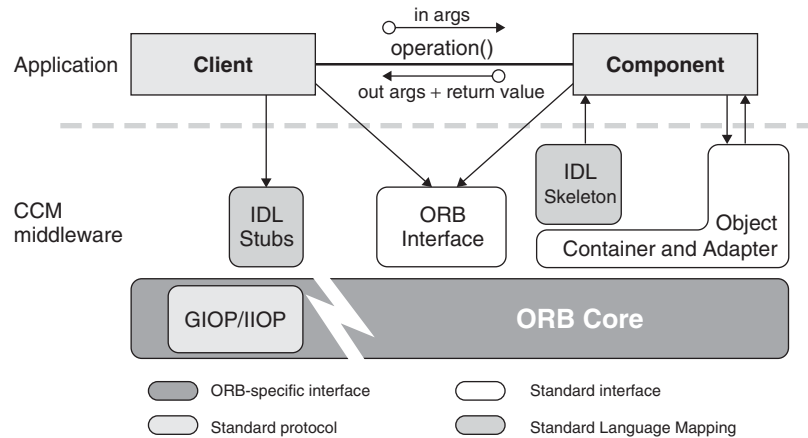 in args
operation()
Application
Client
Component
out args + return value
CCM
middleware
IDL
Stubs
ORB
Interface
IDL
Skeleton
Object
Container and Adapter
GIOP/IIOP
ORB Core
ORB-specific interface
Standard interface
Standard protocol
Standard Language Mapping